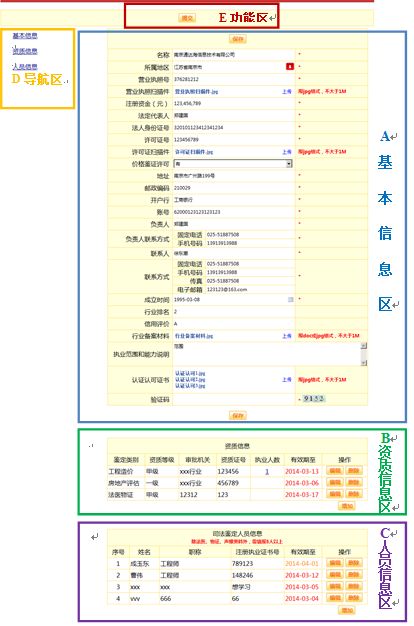 提交 E 功能区
基本信息
资质信息
人员信息
D 导航区
保存
名称 南京通达海信息技术有限公司 *
所属地区 江苏省南京市 *
营业执照号 376281212 *
营业执照扫描件 营业执照扫描件.jpg 上传 *限jpg格式，不大于1M
注册资金（元） 123,456,789 *
法定代表人 郑建国 *
法人身份证号 320101123412341234 *
许可证号 123456789 *
许可证扫描件 许可证扫描件.jpg 上传 *限jpg格式，不大于1M
价格鉴证许可 有
地址 南京市广州路199号 *
邮政编码 210029 *
开户行 工商银行 *
账号 62000123123123123 *
负责人 郑建国 *
负责人联系方式 固定电话 025-51887508 *
手机号码 13913913988
联系人 徐东惠 *
联系方式 固定电话 025-51887508 *
手机号码 13913913988
传真 025-51887508
电子邮箱 123123@163.com
成立时间 1995-03-08 *
行业排名 2
信用评价 A
行业备案材料 行业备案材料.jpg 上传 *限doc或jpg格式，不大于1M
执业范围和能力说明 范围
认证认可证书 认证认可1.jpg 上传 *限jpg格式，不大于1M
认证认可2.jpg
认证认可3.jpg
验证码 * 9152
保存
A 基本信息区
资质信息
鉴定类别 资质等级 审批机关 资质证号 执业人数 有效期至 操作
工程造价 甲级 xxx行业 123456 1 2014-03-13 编辑 删除
房地产评估 一级 xxx行业 456789 2014-03-06 编辑 删除
法医物证 甲级 12312 123 2014-03-17 编辑 删除
增加
B 资质信息区
司法鉴定人员信息
序号 姓名 职称 注册执业证书号 有效期至 操作
1 成玉东 工程师 789123 2014-04-01 编辑 删除
2 曹伟 工程师 148246 2014-03-12 编辑 删除
3 xxx xxx 想学习 2014-03-05 编辑 删除
4 vvv 666 66 2014-03-04 编辑 删除
增加
C 人员信息区